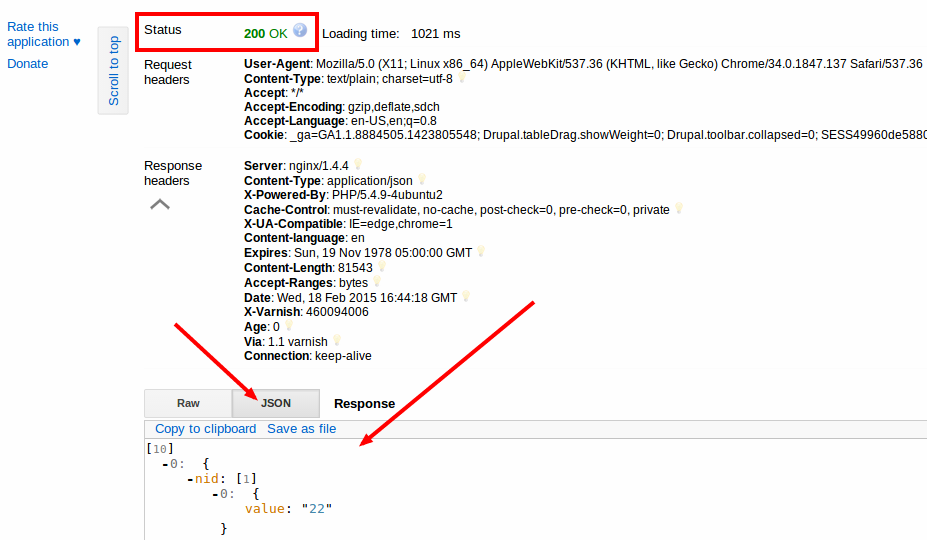 Rate this
application ♥
Donate
Scroll to top
Status
200 OK ? Loading time: 1021 ms
Request
headers
User-Agent: Mozilla/5.0 (X11; Linux x86_64) AppleWebKit/537.36 (KHTML, like Gecko) Chrome/34.0.1847.137 Safari/537.36
Content-Type: text/plain; charset=utf-8
Accept: */*
Accept-Encoding: gzip,deflate,sdch
Accept-Language: en-US,en;q=0.8
Cookie: _ga=GA1.1.8884505.1423805548; Drupal.tableDrag.showWeight=0; Drupal.toolbar.collapsed=0; SESS49960de5880
Response
headers
Server: nginx/1.4.4
Content-Type: application/json
X-Powered-By: PHP/5.4.9-4ubuntu2
Cache-Control: must-revalidate, no-cache, post-check=0, pre-check=0, private
X-UA-Compatible: IE=edge,chrome=1
Content-language: en
Expires: Sun, 19 Nov 1978 05:00:00 GMT
Content-Length: 81543
Accept-Ranges: bytes
Date: Wed, 18 Feb 2015 16:44:18 GMT
X-Varnish: 460094006
Age: 0
Via: 1.1 varnish
Connection: keep-alive
Raw JSON Response
Copy to clipboard Save as file
[10]
-0: {
-nid: [1]
-0: {
value: "22"
}